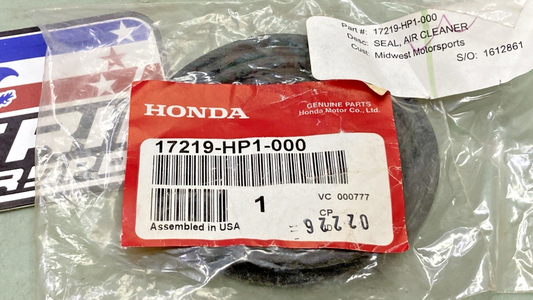 Part #: 17219-HP1-000
Desc: SEAL, AIR CLEANER
Cust: Midwest Motorsports
S/O: 1612861
HONDA
GENUINE PARTS
Honda Motor Co., Ltd.
17219-HP1-000
1
VC 000777
CP
02226
Assembled in USA